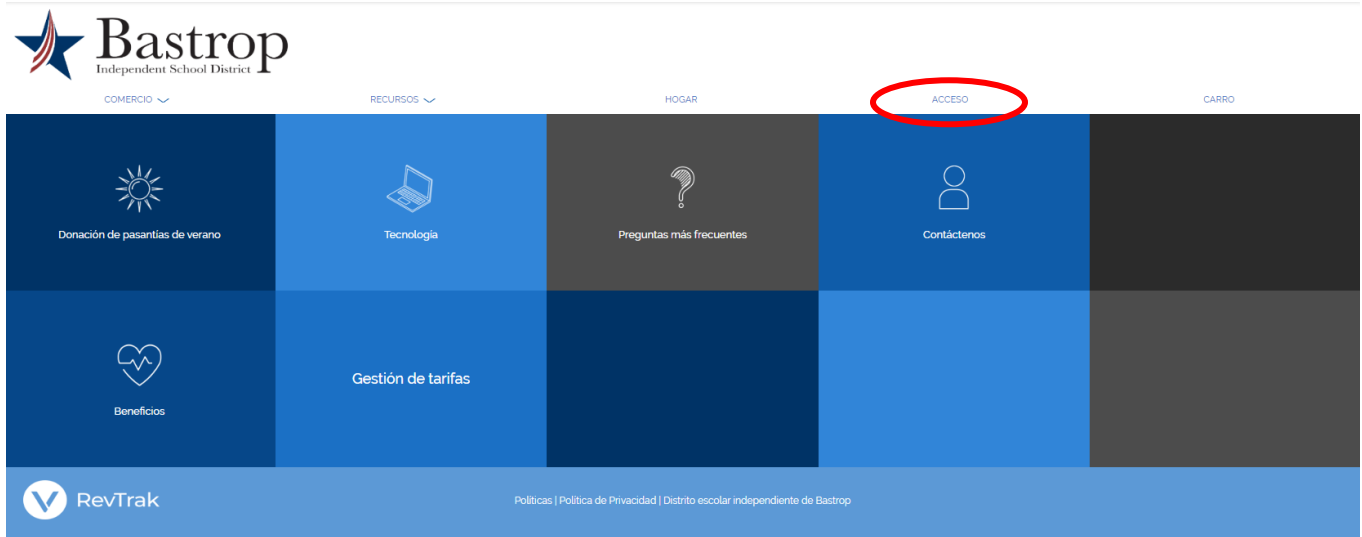 Bastrop
Independent School District
COMERCIO
RECURSOS
HOGAR
ACCESO
CARRO
Donación de pasantías de verano
Tecnología
Preguntas más frecuentes
Contáctenos
Beneficios
Gestión de tarifas
RevTrak
Políticas | Política de Privacidad | Distrito escolar independiente de Bastrop